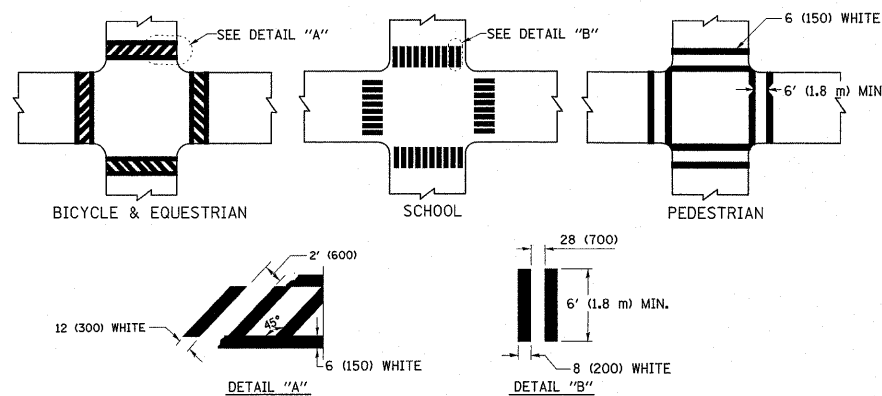 6 (150) WHITE
SEE DETAIL "A"
SEE DETAIL "B"
6' (1.8 m) MIN
BICYCLE & EQUESTRIAN
SCHOOL
PEDESTRIAN
2' (600)
12 (300) WHITE
45°
6 (150) WHITE
DETAIL "A"
28 (700)
6' (1.8 m) MIN.
8 (200) WHITE
DETAIL "B"